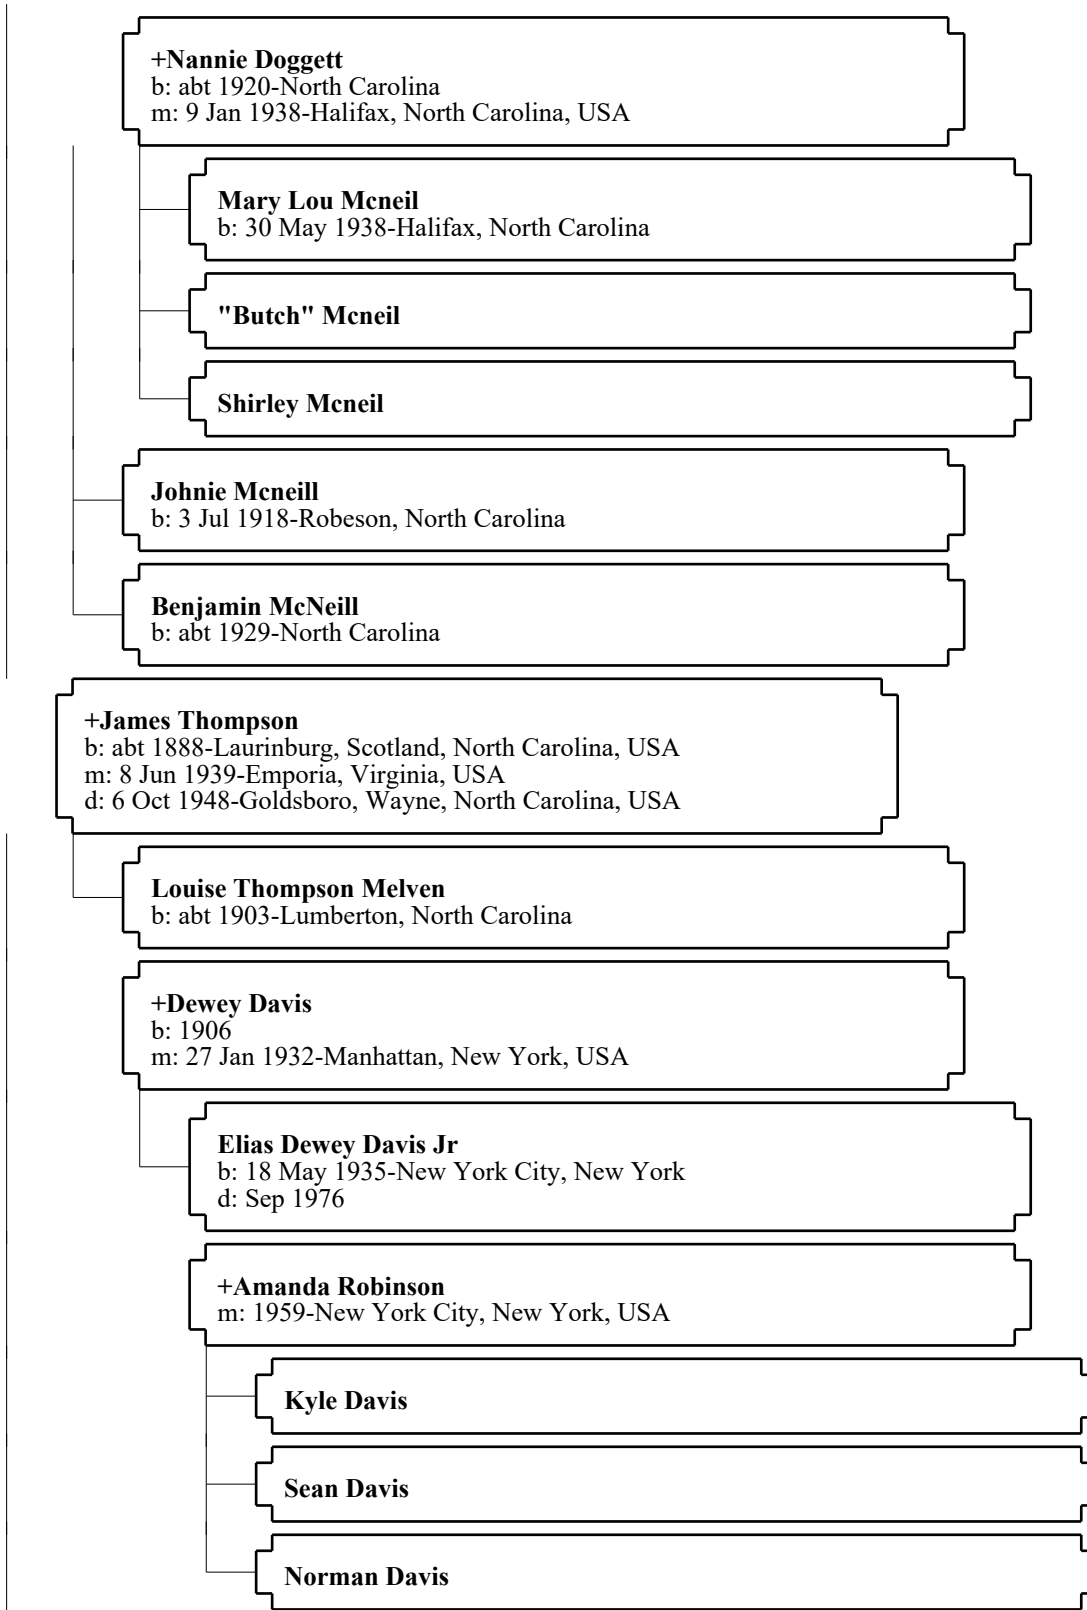 +Nannie Doggett
b: abt 1920-North Carolina
m: 9 Jan 1938-Halifax, North Carolina, USA
Mary Lou Mcneil
b: 30 May 1938-Halifax, North Carolina
"Butch" Mcneil
Shirley Mcneil
Johnie Mcneill
b: 3 Jul 1918-Robeson, North Carolina
Benjamin McNeill
b: abt 1929-North Carolina
+James Thompson
b: abt 1888-Laurinburg, Scotland, North Carolina, USA
m: 8 Jun 1939-Emporia, Virginia, USA
d: 6 Oct 1948-Goldsboro, Wayne, North Carolina, USA
Louise Thompson Melven
b: abt 1903-Lumberton, North Carolina
+Dewey Davis
b: 1906
m: 27 Jan 1932-Manhattan, New York, USA
Elias Dewey Davis Jr
b: 18 May 1935-New York City, New York
d: Sep 1976
+Amanda Robinson
m: 1959-New York City, New York, USA
Kyle Davis
Sean Davis
Norman Davis